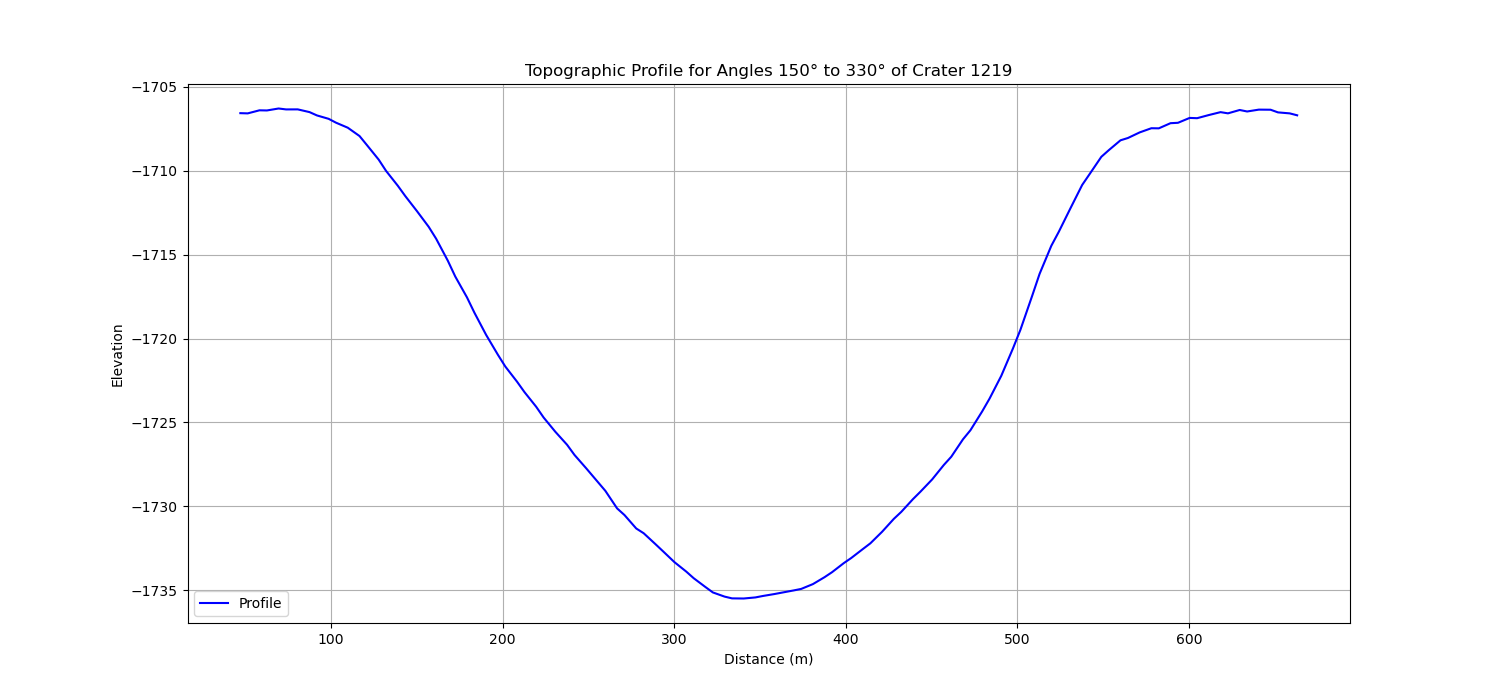 Topographic Profile for Angles 150° to 330° of Crater 1219
−1705
−1710
−1715
−1720
−1725
−1730
−1735
Elevation
Profile
100 200 300 400 500 600
Distance (m)